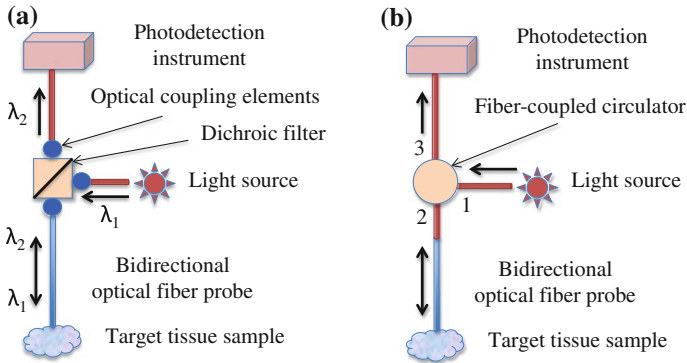 (a)
Photodetection
instrument
λ2
Optical coupling elements
Dichroic filter
Light source
λ1
λ2
Bidirectional
optical fiber probe
λ1
Target tissue sample
(b)
Photodetection
instrument
Fiber-coupled circulator
3
Light source
2
1
Bidirectional
optical fiber probe
Target tissue sample